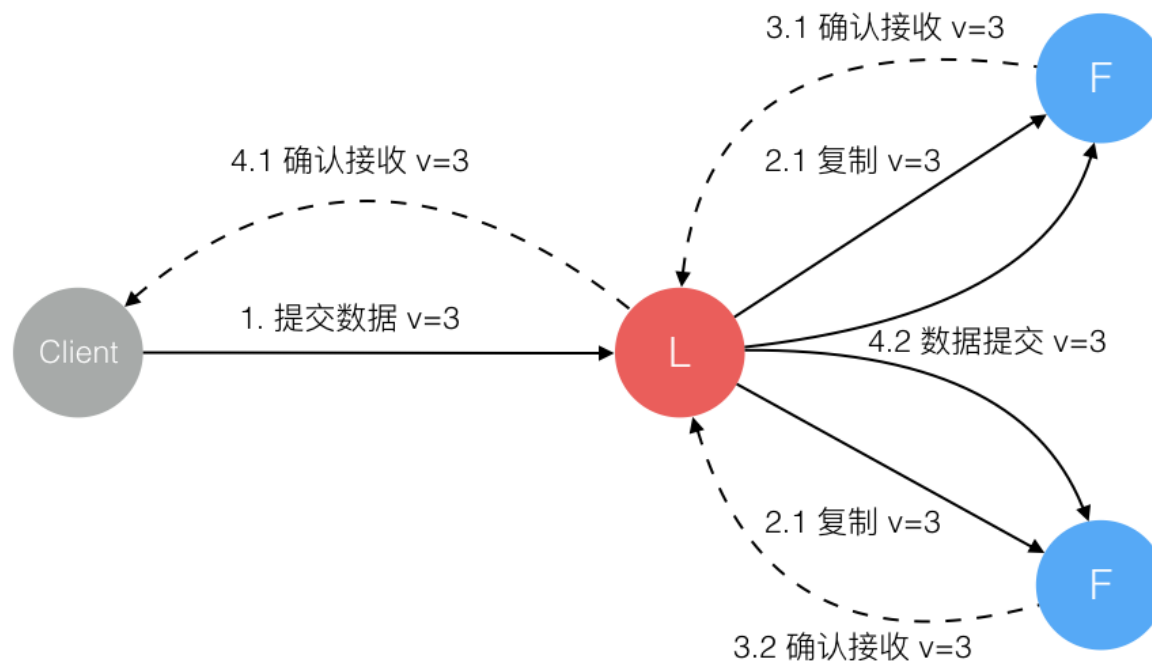 3.1 确认接收 v=3
F
4.1 确认接收 v=3
2.1 复制 v=3
1. 提交数据 v=3
Client
L
4.2 数据提交 v=3
2.1 复制 v=3
F
3.2 确认接收 v=3